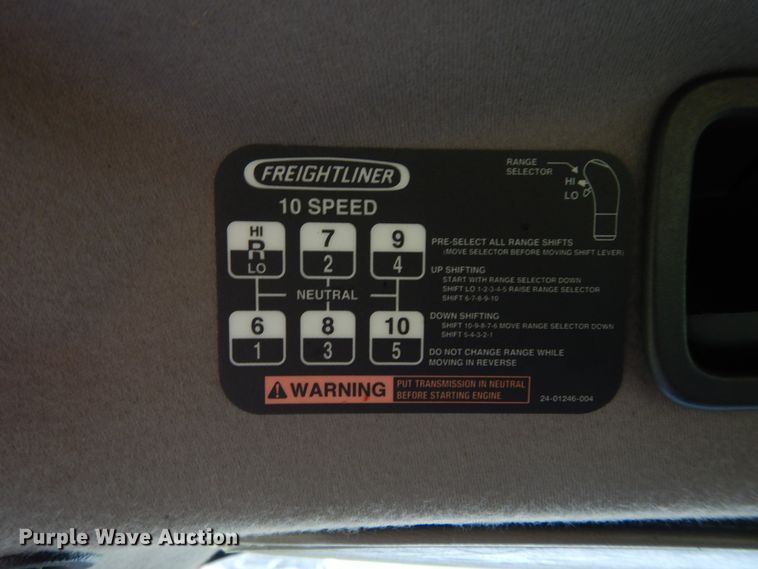 FREIGHTLINER
10 SPEED
RANGE
SELECTOR
HI
LO
HI 7 9
R
LO 2 4
NEUTRAL
6 8 10
1 3 5
PRE-SELECT ALL RANGE SHIFTS
(MOVE SELECTOR BEFORE MOVING SHIFT LEVER)
UP SHIFTING
START WITH RANGE SELECTOR DOWN
SHIFT LO 1-2-3-4-5 RAISE RANGE SELECTOR
SHIFT 6-7-8-9-10
DOWN SHIFTING
SHIFT 10-9-8-7-6 MOVE RANGE SELECTOR DOWN
SHIFT 5-4-3-2-1
DO NOT CHANGE RANGE WHILE
MOVING IN REVERSE
WARNING
PUT TRANSMISSION IN NEUTRAL
BEFORE STARTING ENGINE
24-01246-004
Purple Wave Auction